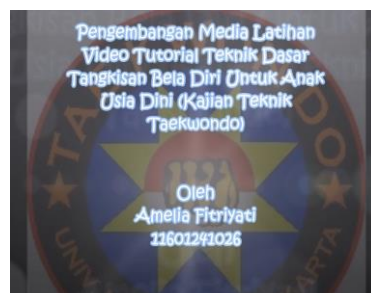 Pengembangan Media Latihan
Video Tutorial Teknik Dasar
Tangkisan Bela Diri Untuk Anak
Usia Dini (Kajian Teknik
Taekwondo)
Oleh
Amelia Fitriyati
11601241026